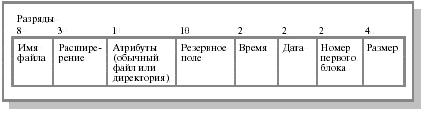 Разряды
8 3 1 10 2 2 2 4
Имя файла
Расшире-
рение
Атрибуты
(обычный
файл или
директория)
Резервное
поле
Время
Дата
Номер
первого
блока
Размер